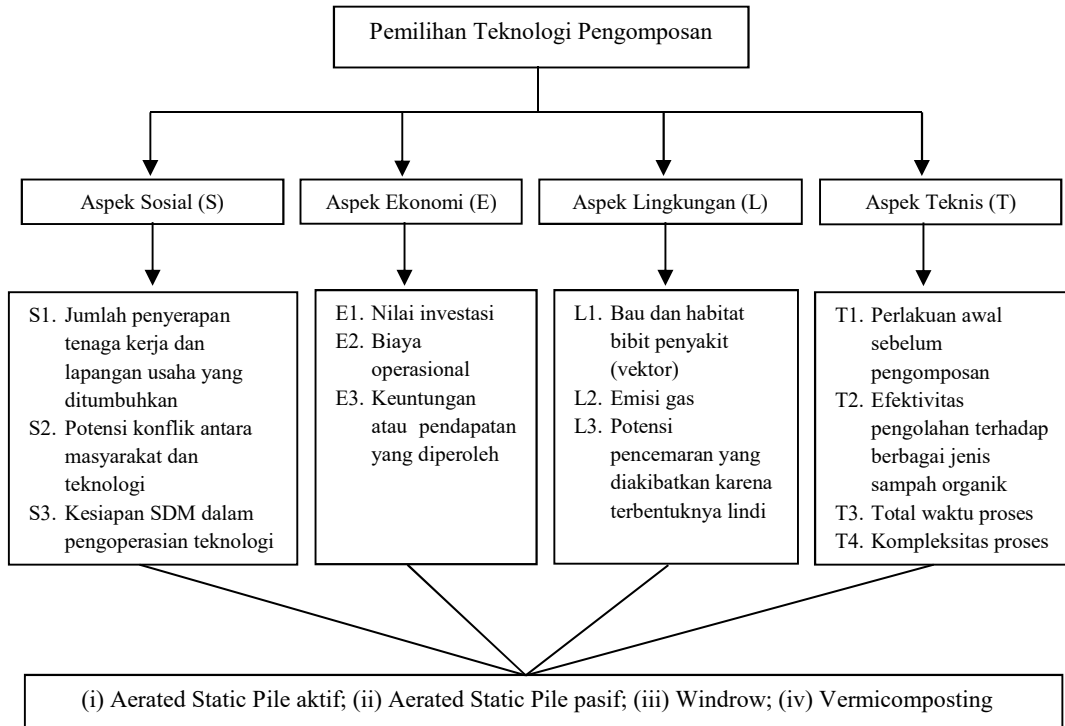 Pemilihan Teknologi Pengomposan
Aspek Sosial (S)
Aspek Ekonomi (E)
Aspek Lingkungan (L)
Aspek Teknis (T)
S1. Jumlah penyerapan
tenaga kerja dan
lapangan usaha yang
ditumbuhkan
S2. Potensi konflik antara
masyarakat dan
teknologi
S3. Kesiapan SDM dalam
pengoperasian teknologi
E1. Nilai investasi
E2. Biaya
operasional
E3. Keuntungan
atau pendapatan
yang diperoleh
L1. Bau dan habitat
bibit penyakit
(vektor)
L2. Emisi gas
L3. Potensi
pencemaran yang
diakibatkan karena
terbentuknya lindi
T1. Perlakuan awal
sebelum
pengomposan
T2. Efektivitas
pengolahan terhadap
berbagai jenis
sampah organik
T3. Total waktu proses
T4. Kompleksitas proses
(i) Aerated Static Pile aktif; (ii) Aerated Static Pile pasif; (iii) Windrow; (iv) Vermicomposting